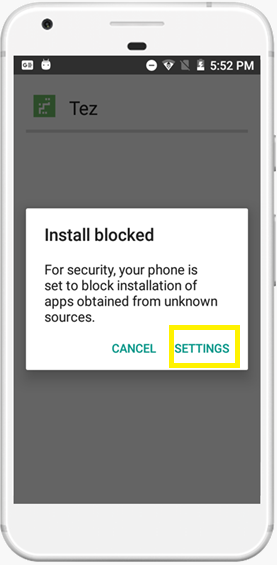 5:52 PM
Tez
Install blocked
For security, your phone is
set to block installation of
apps obtained from unknown
sources.
CANCEL SETTINGS